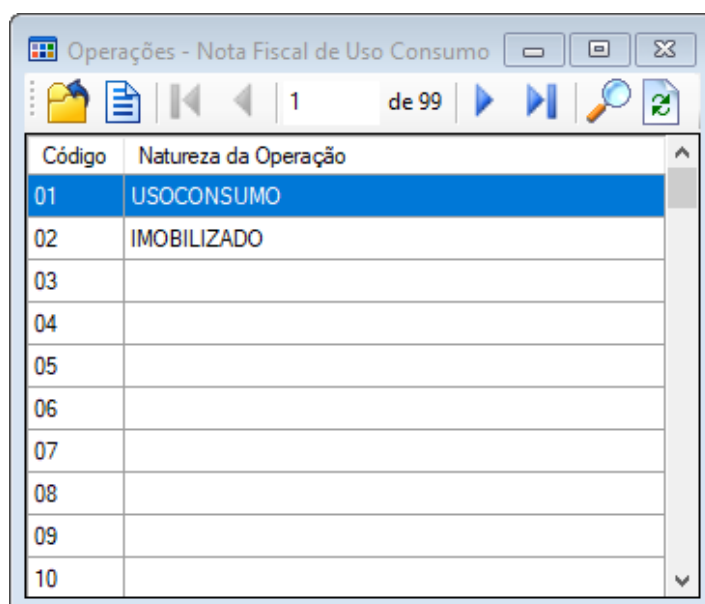 Operações - Nota Fiscal de Uso Consumo
1 de 99
Código Natureza da Operação
01 USOCONSUMO
02 IMOBILIZADO
03
04
05
06
07
08
09
10